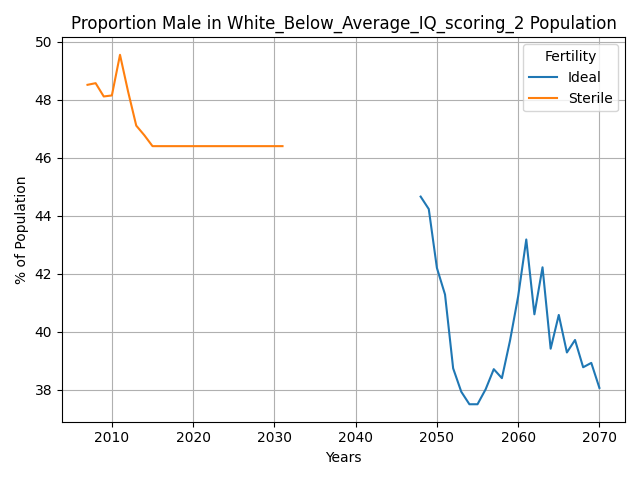 Proportion Male in White_Below_Average_IQ_scoring_2 Population
% of Population
50
48
46
44
42
40
38
Fertility
Ideal
Sterile
2010 2020 2030 2040 2050 2060 2070
Years